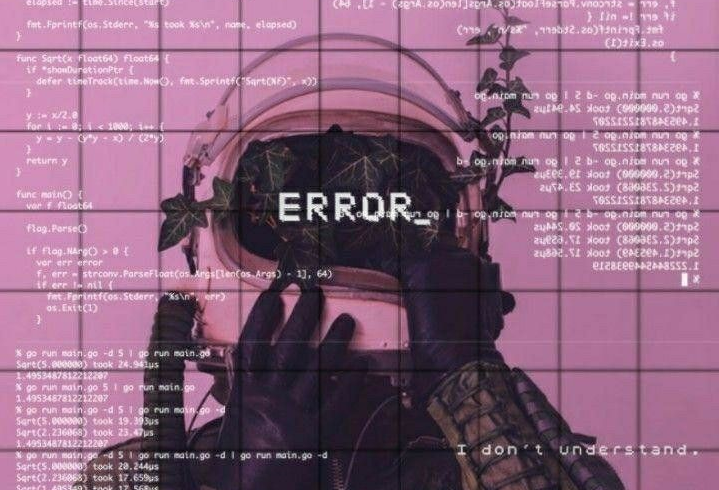 elapsed := time.Since(start)
fmt.Fprintf(os.Stderr, "%s took %s\n", name, elapsed)
}
func Sqrt(x float64) float64 {
if *showDurationPtr {
defer timeTrack(time.Now(), fmt.Sprintf("Sqrt(%f)", x))
}
y := x/2.0
for i := 0; i < 1000; i++ {
y = y - (y*y - x) / (2*y)
}
return y
}
func main() {
var f float64
flag.Parse()
if flag.NArg() > 0 {
var err error
f, err = strconv.ParseFloat(os.Args[len(os.Args) - 1], 64)
if err != nil {
fmt.Fprintf(os.Stderr, "%s\n", err)
os.Exit(1)
}
% go run main.go -d 5 | go run main.go
Sqrt(5.000000) took 24.941µs
1.4953487812212207
% go run main.go 5 | go run main.go
1.4953487812212207
% go run main.go -d 5 | go run main.go -d
Sqrt(5.000000) took 19.393µs
Sqrt(2.236068) took 23.47µs
1.4953487812212207
% go run main.go -d 5 | go run main.go -d | go run main.go -d
Sqrt(5.000000) took 20.244µs
Sqrt(2.236068) took 17.659µs
Sqrt(1.495349) took 17.568µs
f, err = strconv.ParseFloat(os.Args[len(os.Args) - 1], 64)
if err != nil {
fmt.Fprintf(os.Stderr, "%s\n", err)
os.Exit(1)
}
% go run main.go -d 5 | go run main.go
Sqrt(5.000000) took 24.941µs
1.4953487812212207
% go run main.go 5 | go run main.go
1.4953487812212207
% go run main.go -d 5 | go run main.go -d
Sqrt(5.000000) took 19.393µs
Sqrt(2.236068) took 23.47µs
1.4953487812212207
% go run main.go -d 5 | go run main.go -d | go run main.go
Sqrt(5.000000) took 20.244µs
Sqrt(2.236068) took 17.659µs
Sqrt(1.495349) took 17.568µs
1.2228445449938519
%
ERROR_
I don't understand.